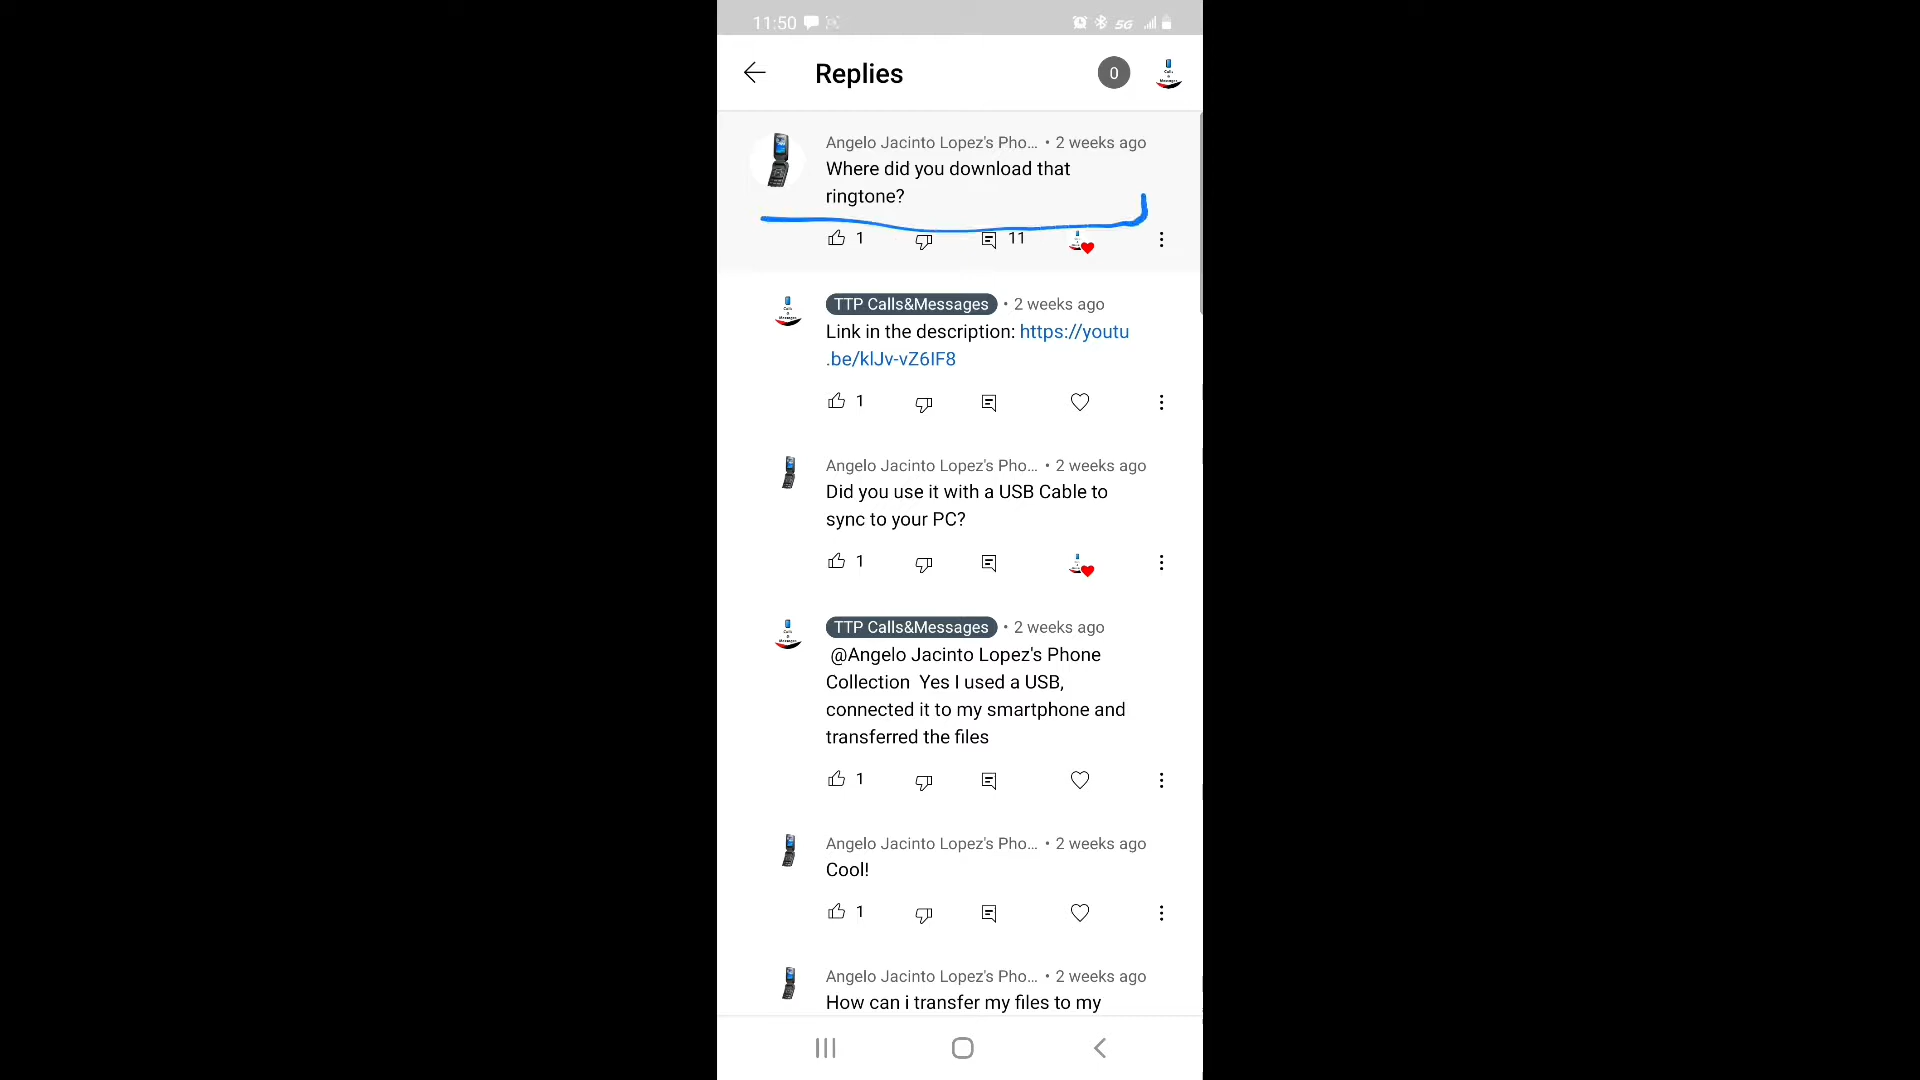 11:50 5G
Replies 0
Angelo Jacinto Lopez's Pho... • 2 weeks ago
Where did you download that
ringtone?
1 11
TTP Calls&Messages • 2 weeks ago
Link in the description: https://youtu
.be/klJv-vZ6IF8
1
Angelo Jacinto Lopez's Pho... • 2 weeks ago
Did you use it with a USB Cable to
sync to your PC?
1
TTP Calls&Messages • 2 weeks ago
@Angelo Jacinto Lopez's Phone
Collection Yes I used a USB,
connected it to my smartphone and
transferred the files
1
Angelo Jacinto Lopez's Pho... • 2 weeks ago
Cool!
1
Angelo Jacinto Lopez's Pho... • 2 weeks ago
How can i transfer my files to my